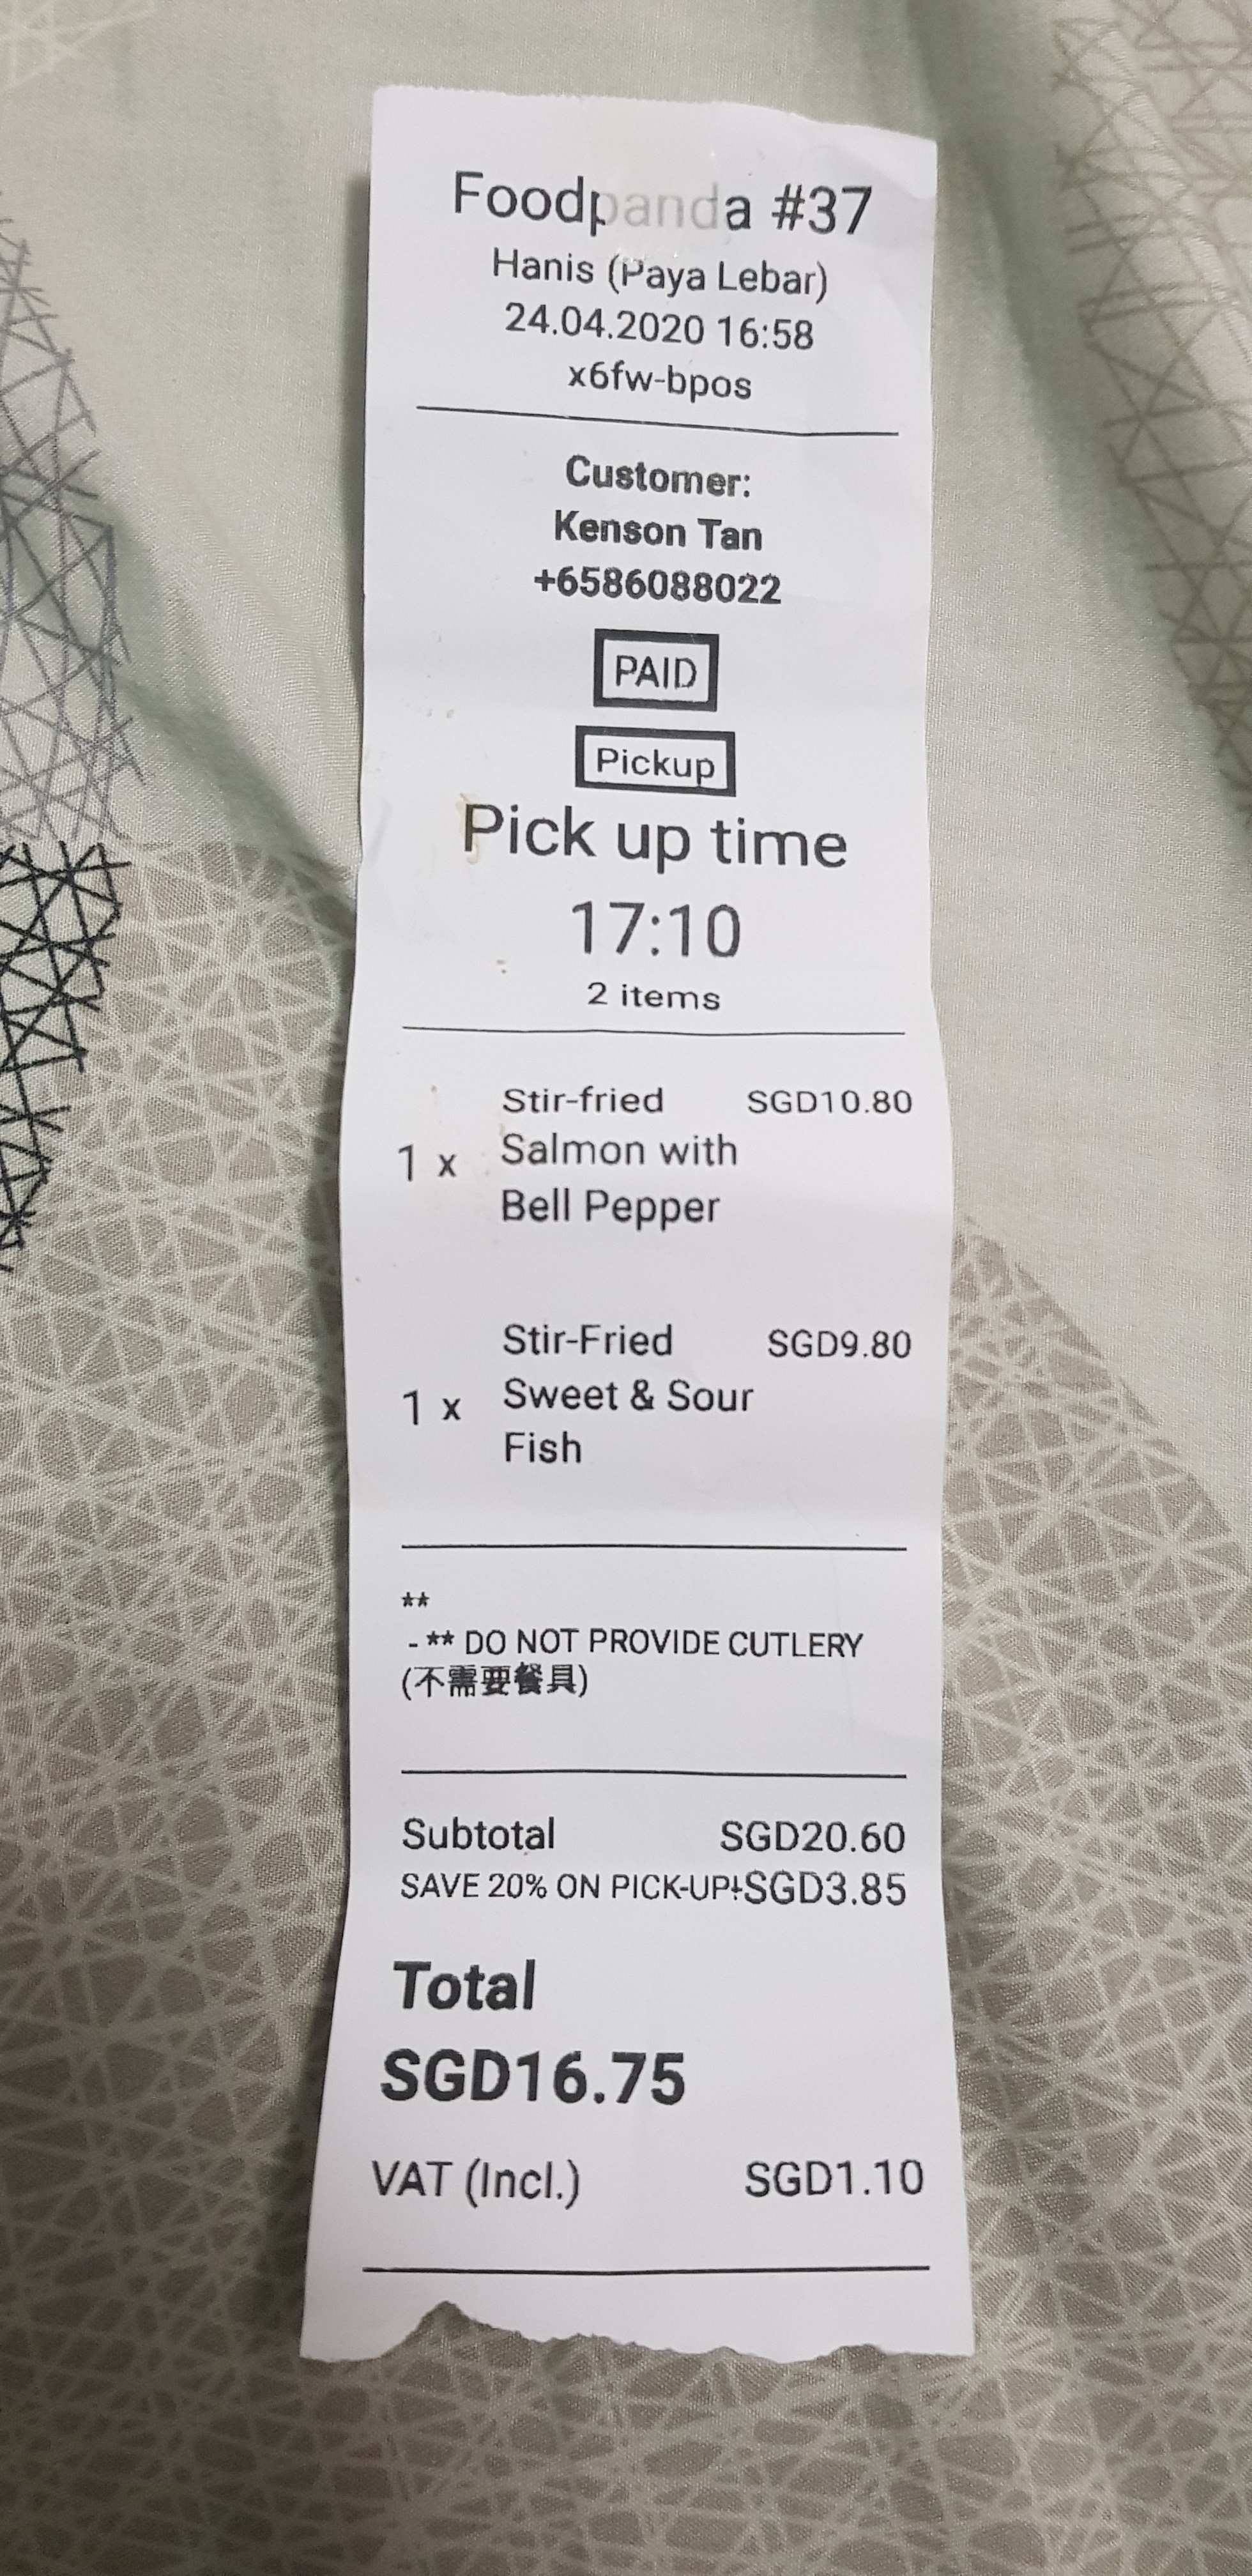 Foodpanda #37
Hanis (Paya Lebar)
24.04.2020 16:58
x6fw-bpos
Customer:
Kenson Tan
+6586088022
PAID
Pickup
Pick up time
17:10
2 items
Stir-fried SGD10.80
1 x Salmon with
Bell Pepper
Stir-Fried SGD9.80
1 x Sweet & Sour
Fish
**
- ** DO NOT PROVIDE CUTLERY
(不需要餐具)
Subtotal SGD20.60
SAVE 20% ON PICK-UP!-SGD3.85
Total
SGD16.75
VAT (Incl.) SGD1.10